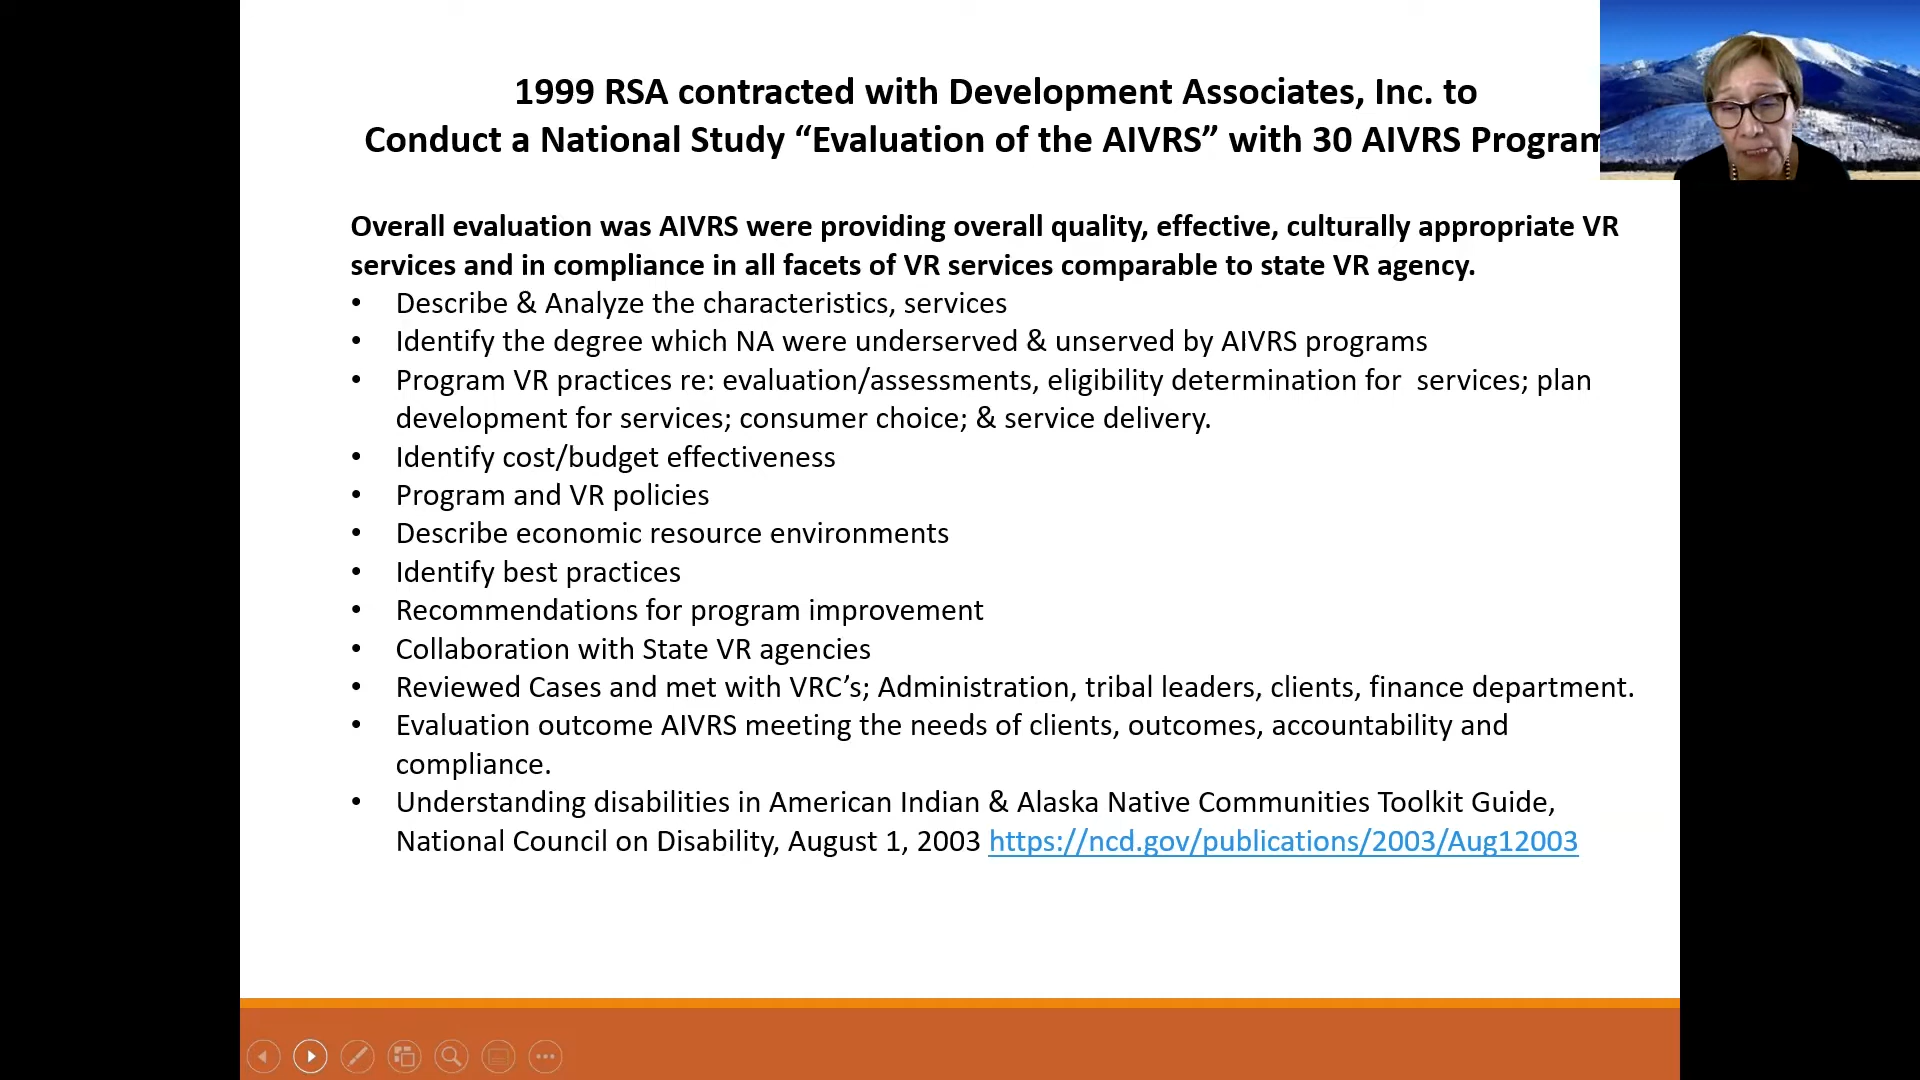 1999 RSA contracted with Development Associates, Inc. to
Conduct a National Study “Evaluation of the AIVRS” with 30 AIVRS Program
Overall evaluation was AIVRS were providing overall quality, effective, culturally appropriate VR
services and in compliance in all facets of VR services comparable to state VR agency.
• Describe & Analyze the characteristics, services
• Identify the degree which NA were underserved & unserved by AIVRS programs
• Program VR practices re: evaluation/assessments, eligibility determination for services; plan
development for services; consumer choice; & service delivery.
• Identify cost/budget effectiveness
• Program and VR policies
• Describe economic resource environments
• Identify best practices
• Recommendations for program improvement
• Collaboration with State VR agencies
• Reviewed Cases and met with VRC’s; Administration, tribal leaders, clients, finance department.
• Evaluation outcome AIVRS meeting the needs of clients, outcomes, accountability and
compliance.
• Understanding disabilities in American Indian & Alaska Native Communities Toolkit Guide,
National Council on Disability, August 1, 2003 https://ncd.gov/publications/2003/Aug12003